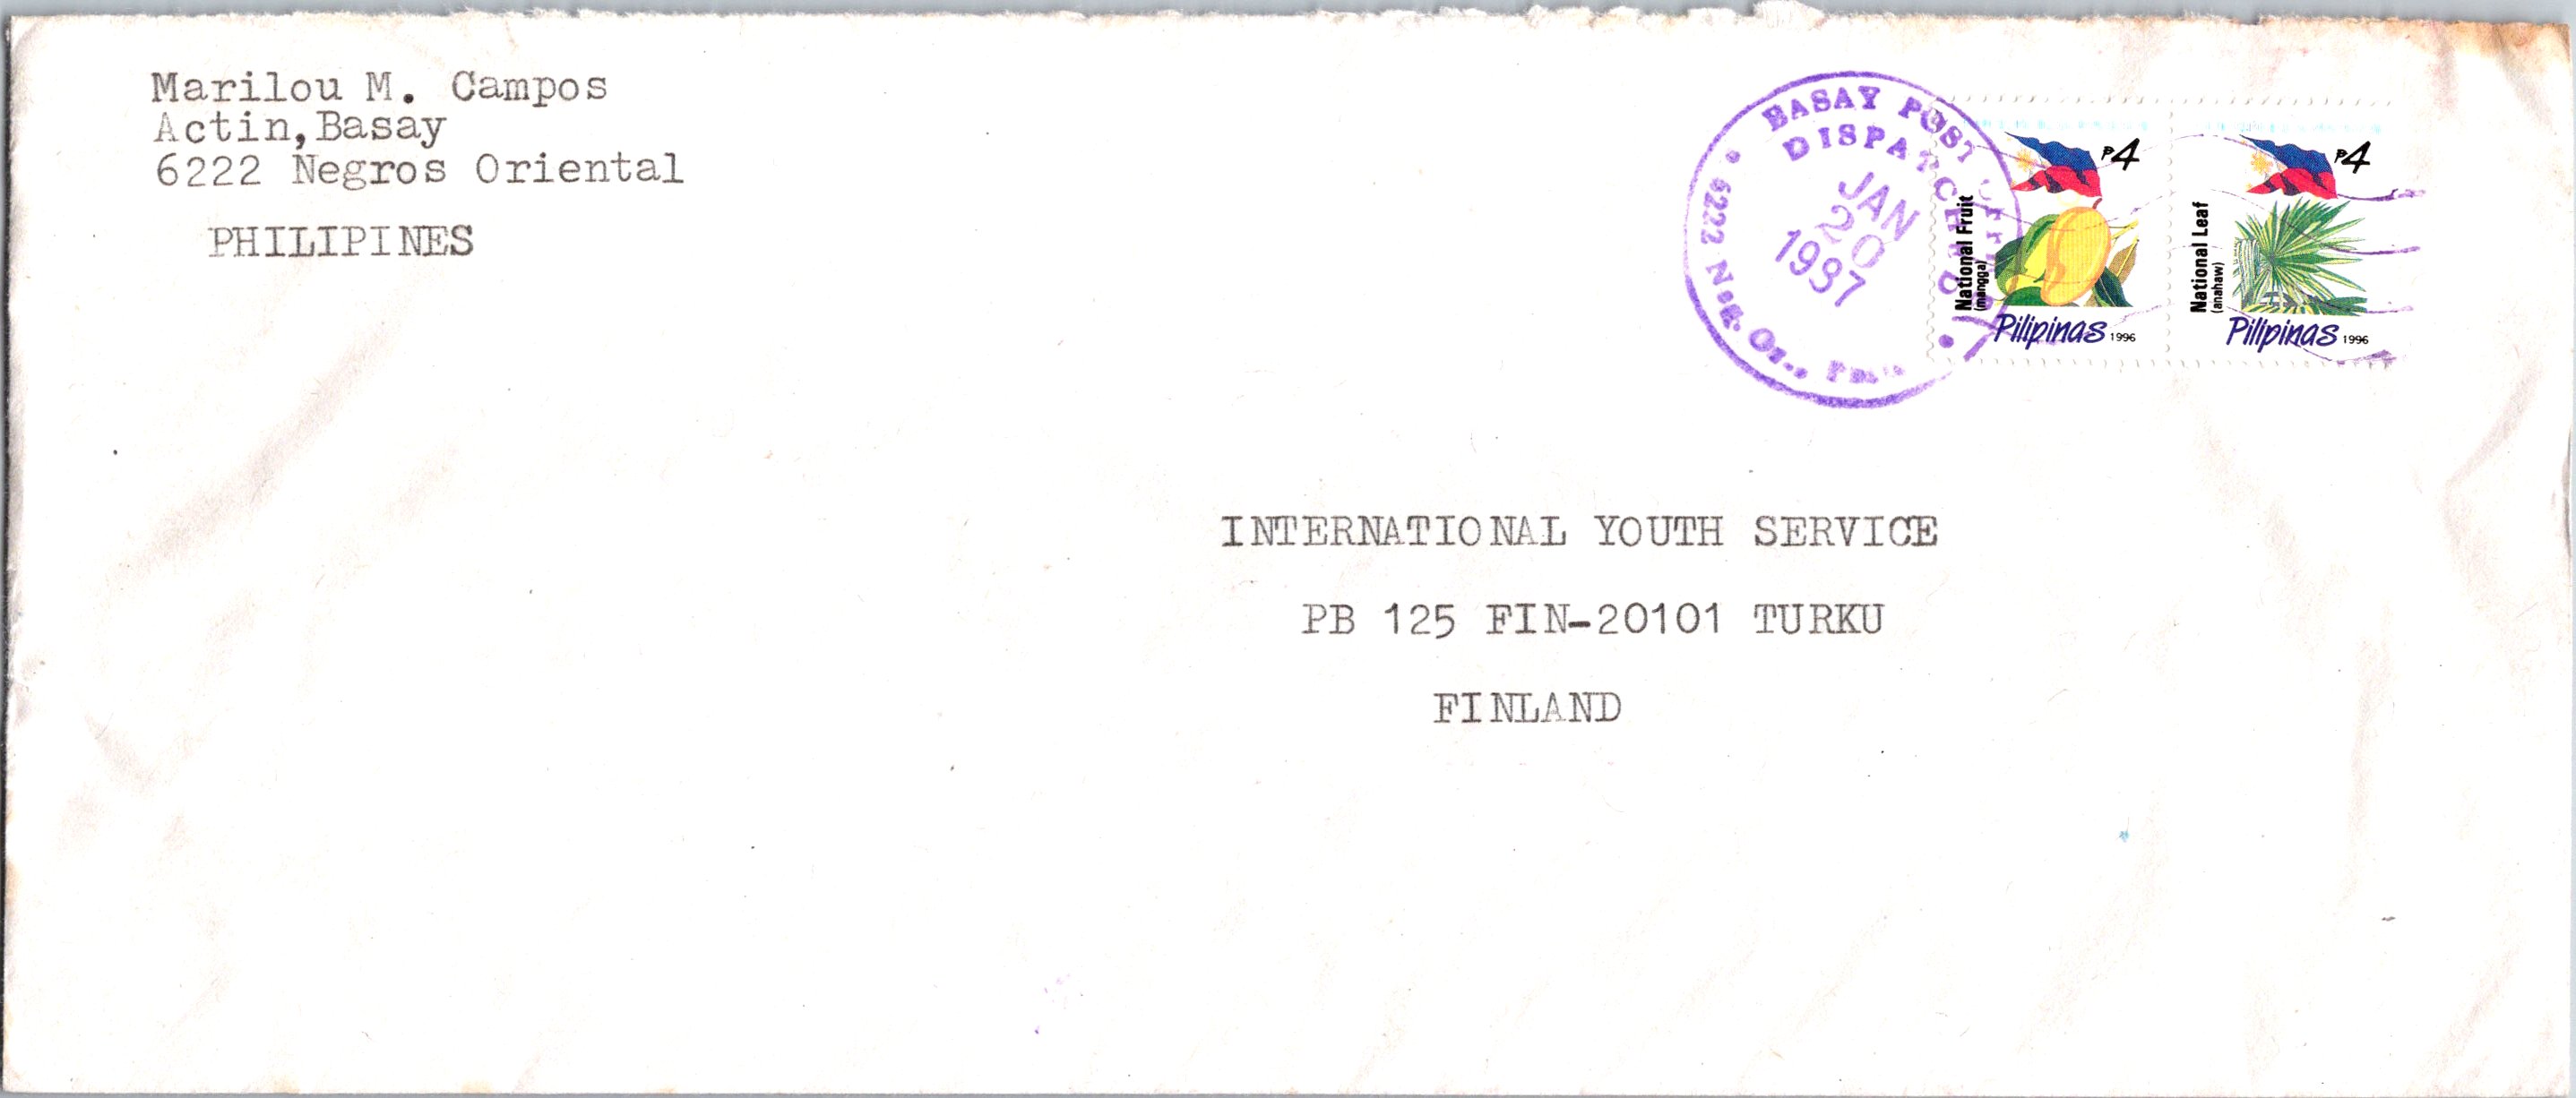 Marilou M. Campos
Actin,Basay
6222 Negros Oriental
PHILIPINES
BASAY POST
DISPATCHED
JAN
20
1997
6222 Neg. Or.,
₱4
National Fruit
(mangga)
Pilipinas 1996
₱4
National Leaf
(anahaw)
Pilipinas 1996
INTERNATIONAL YOUTH SERVICE
PB 125 FIN-20101 TURKU
FINLAND